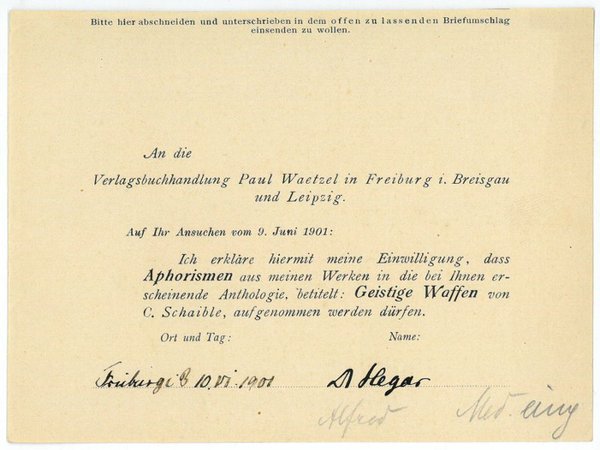 Bitte hier abschneiden und unterschrieben in dem offen zu lassenden Briefumschlag
einsenden zu wollen.
An die
Verlagsbuchhandlung Paul Waetzel in Freiburg i. Breisgau
und Leipzig.
Auf Ihr Ansuchen vom 9. Juni 1901:
Ich erkläre hiermit meine Einwilligung, dass
Aphorismen aus meinen Werken in die bei Ihnen er-
scheinende Anthologie, betitelt: Geistige Waffen von
C. Schaible, aufgenommen werden dürfen.
Ort und Tag: Name:
Freiburg i B 10. VI. 1901 Dr Hegar
Alfred Med.